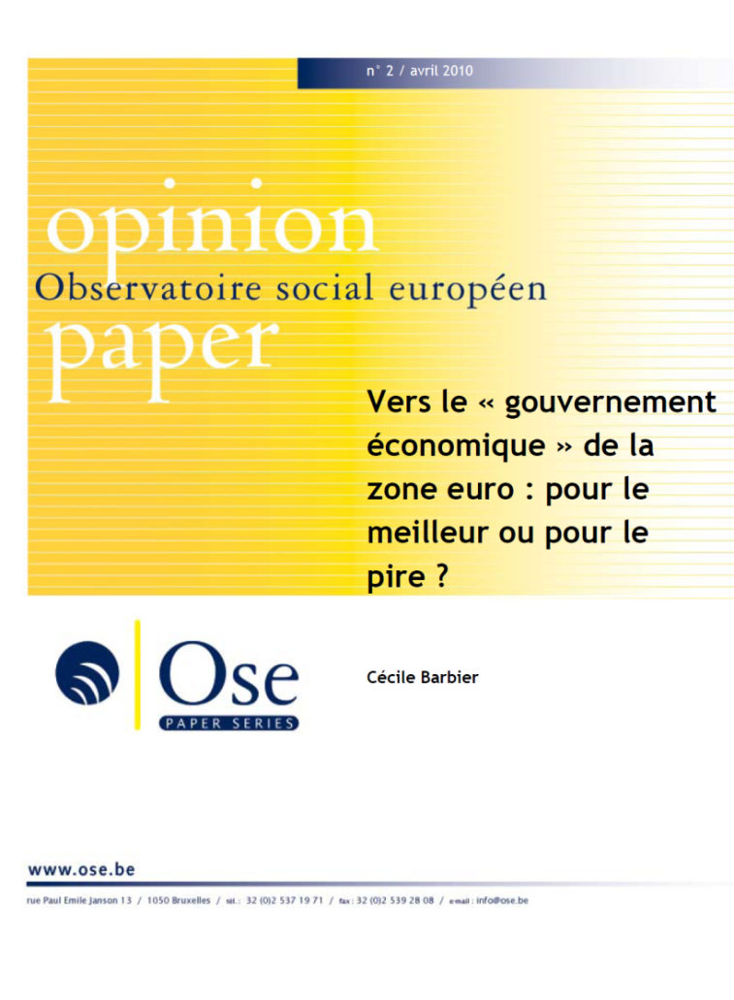 n° 2 / avril 2010
opinion
Observatoire social européen
paper
Vers le « gouvernement
économique » de la
zone euro : pour le
meilleur ou pour le
pire ?
Ose
PAPER SERIES
Cécile Barbier
www.ose.be
rue Paul Emile Janson 13 / 1050 Bruxelles / tél.: 32 (0)2 537 19 71 / fax : 32 (0)2 539 28 08 / e-mail : info@ose.be